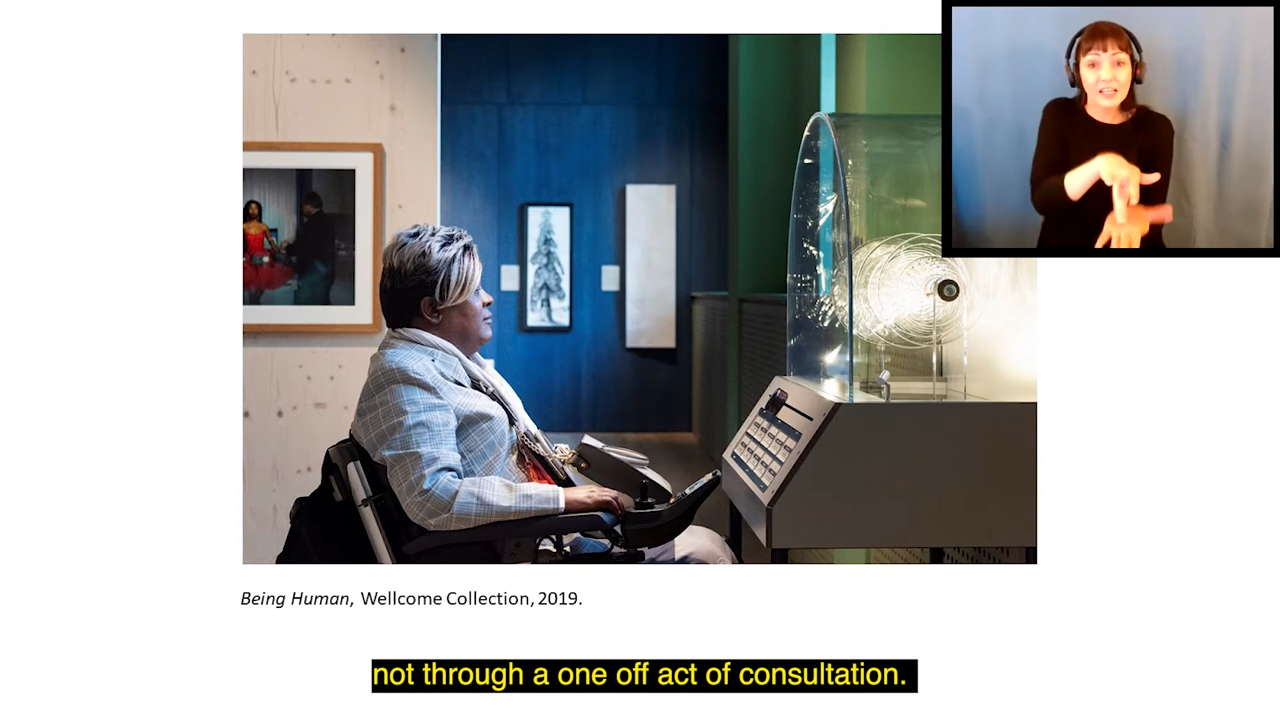 Being Human, Wellcome Collection, 2019.
not through a one off act of consultation.